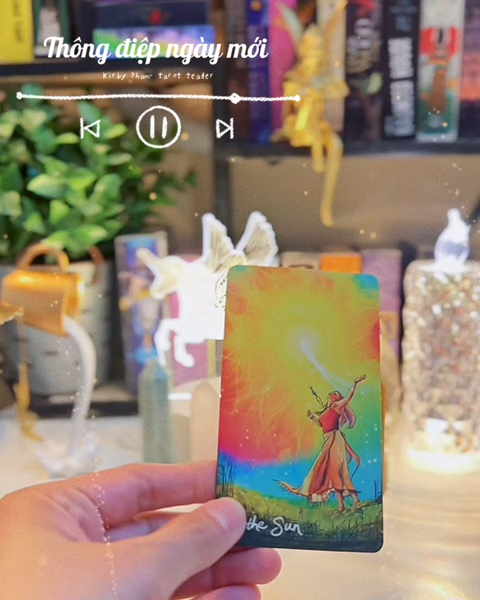 Thông điệp ngày mới
Kirby Pham- tarot reader
the Sun